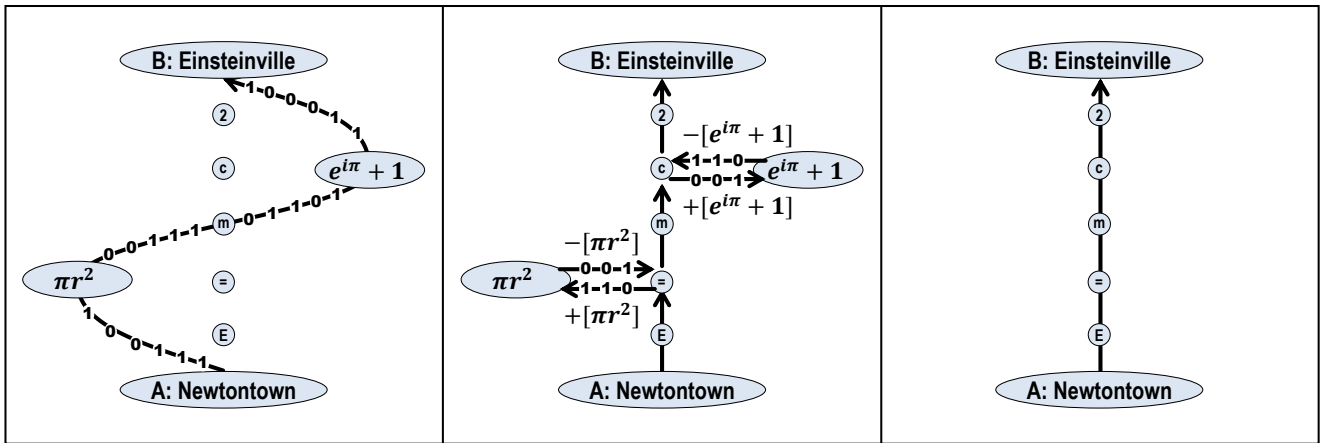 B: Einsteinville
1-0-0-0-1-1
2
c
e^{iπ} + 1
0-0-1-1-1
m
0-1-1-0-1
πr²
=
1-0-0-1-1-1
E
A: Newtontown
B: Einsteinville
2
−[e^{iπ} + 1]
1-1-0
c
e^{iπ} + 1
0-0-1
+[e^{iπ} + 1]
m
−[πr²]
0-0-1
πr²
=
1-1-0
+[πr²]
E
A: Newtontown
B: Einsteinville
2
c
m
=
E
A: Newtontown